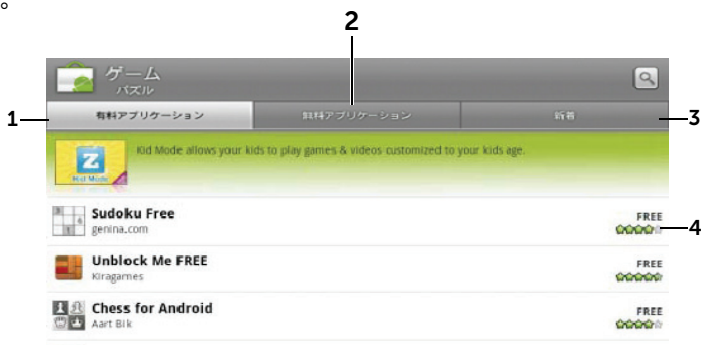 。
2
ゲーム
パズル
1
有料アプリケーション
無料アプリケーション
新着
3
Kid Mode allows your kids to play games & videos customized to your kids age.
Z
Kid Mode
Sudoku Free
FREE
genina.com
4
Unblock Me FREE
FREE
Kiragames
Chess for Android
FREE
Aart Bik